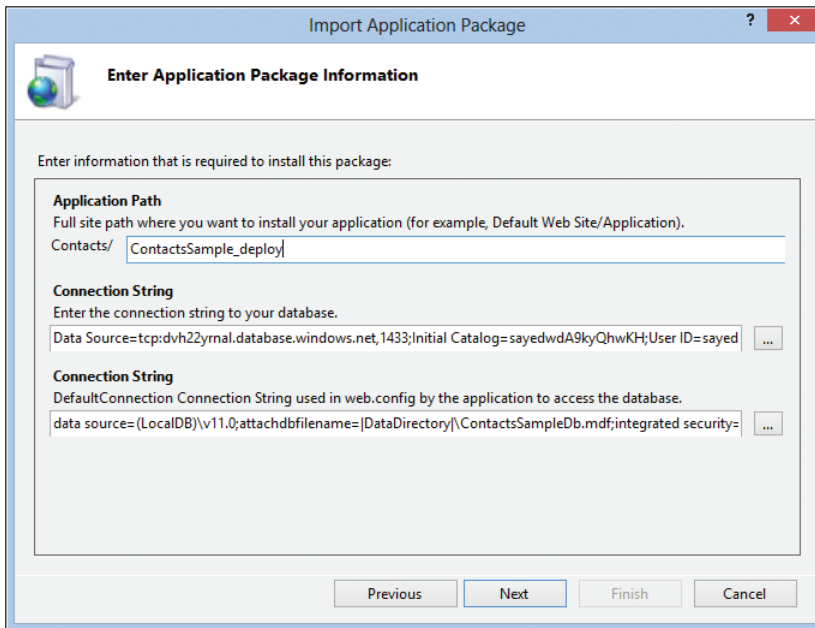 Import Application Package
?
Enter Application Package Information
Enter information that is required to install this package:
Application Path
Full site path where you want to install your application (for example, Default Web Site/Application).
Contacts/ ContactsSample_deploy
Connection String
Enter the connection string to your database.
Data Source=tcp:dvh22yrnal.database.windows.net,1433;Initial Catalog=sayedwdA9kyQhwKH;User ID=sayed
...
Connection String
DefaultConnection Connection String used in web.config by the application to access the database.
data source=(LocalDB)\v11.0;attachdbfilename=|DataDirectory|\ContactsSampleDb.mdf;integrated security=
...
Previous Next Finish Cancel